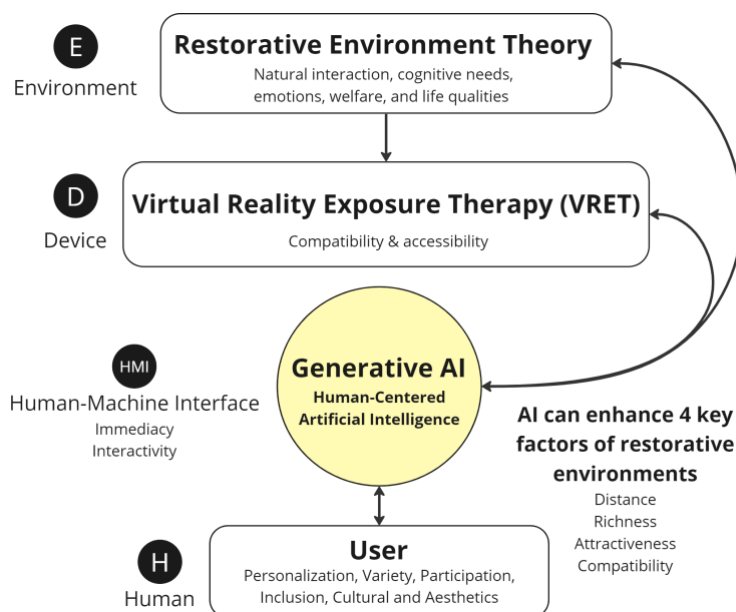 E
Environment
Restorative Environment Theory
Natural interaction, cognitive needs,
emotions, welfare, and life qualities
D
Device
Virtual Reality Exposure Therapy (VRET)
Compatibility & accessibility
HMI
Human-Machine Interface
Immediacy
Interactivity
Generative AI
Human-Centered
Artificial Intelligence
AI can enhance 4 key
factors of restorative
environments
Distance
Richness
Attractiveness
Compatibility
H
Human
User
Personalization, Variety, Participation,
Inclusion, Cultural and Aesthetics